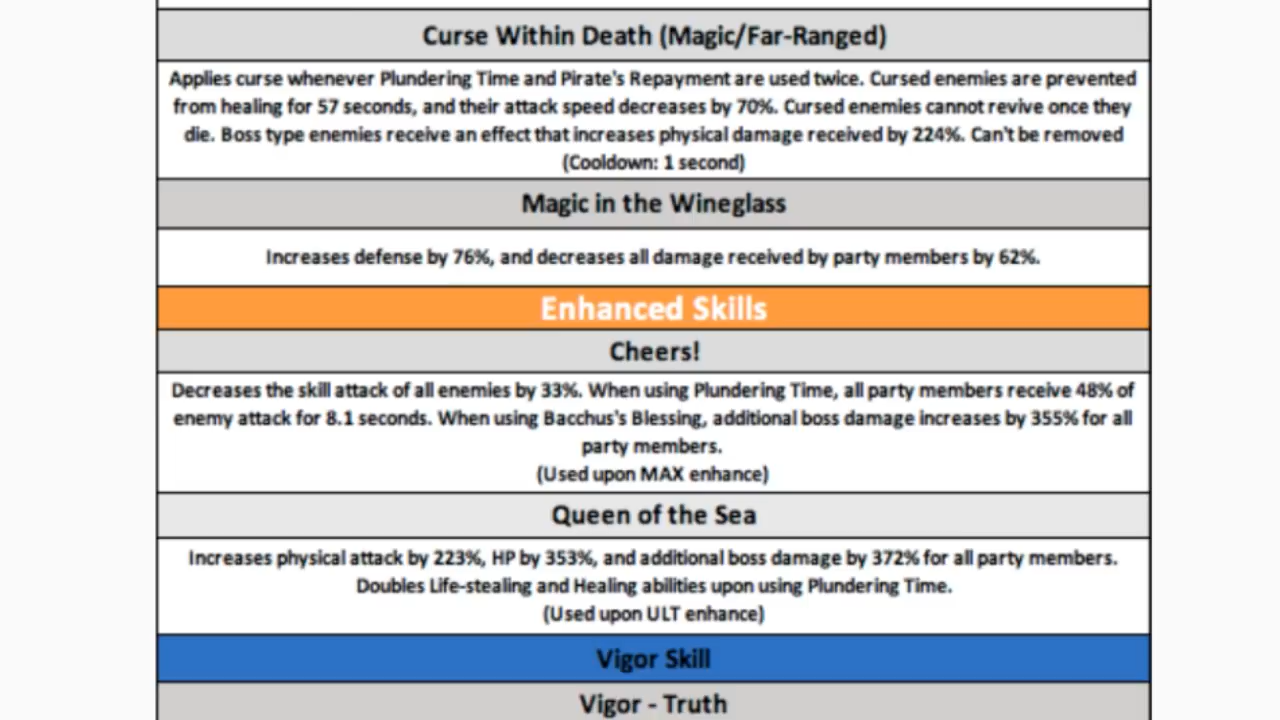 Curse Within Death (Magic/Far-Ranged)
Applies curse whenever Plundering Time and Pirate's Repayment are used twice. Cursed enemies are prevented
from healing for 57 seconds, and their attack speed decreases by 70%. Cursed enemies cannot revive once they
die. Boss type enemies receive an effect that increases physical damage received by 224%. Can't be removed
(Cooldown: 1 second)
Magic in the Wineglass
Increases defense by 76%, and decreases all damage received by party members by 62%.
Enhanced Skills
Cheers!
Decreases the skill attack of all enemies by 33%. When using Plundering Time, all party members receive 48% of
enemy attack for 8.1 seconds. When using Bacchus's Blessing, additional boss damage increases by 355% for all
party members.
(Used upon MAX enhance)
Queen of the Sea
Increases physical attack by 223%, HP by 353%, and additional boss damage by 372% for all party members.
Doubles Life-stealing and Healing abilities upon using Plundering Time.
(Used upon ULT enhance)
Vigor Skill
Vigor - Truth